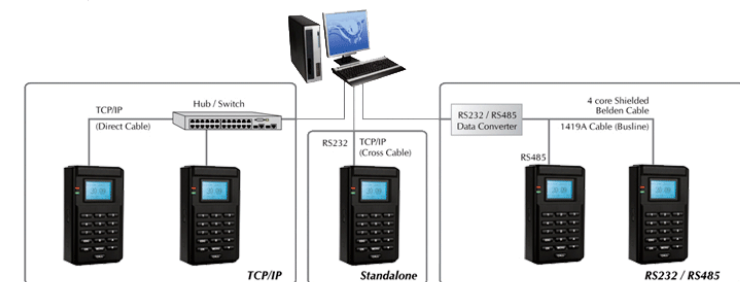 TCP/IP
(Direct Cable)
Hub / Switch
RS232
TCP/IP
(Cross Cable)
RS232 / RS485
Data Converter
4 core Shielded
Belden Cable
1419A Cable (Busline)
RS485
TCP/IP
Standalone
RS232 / RS485